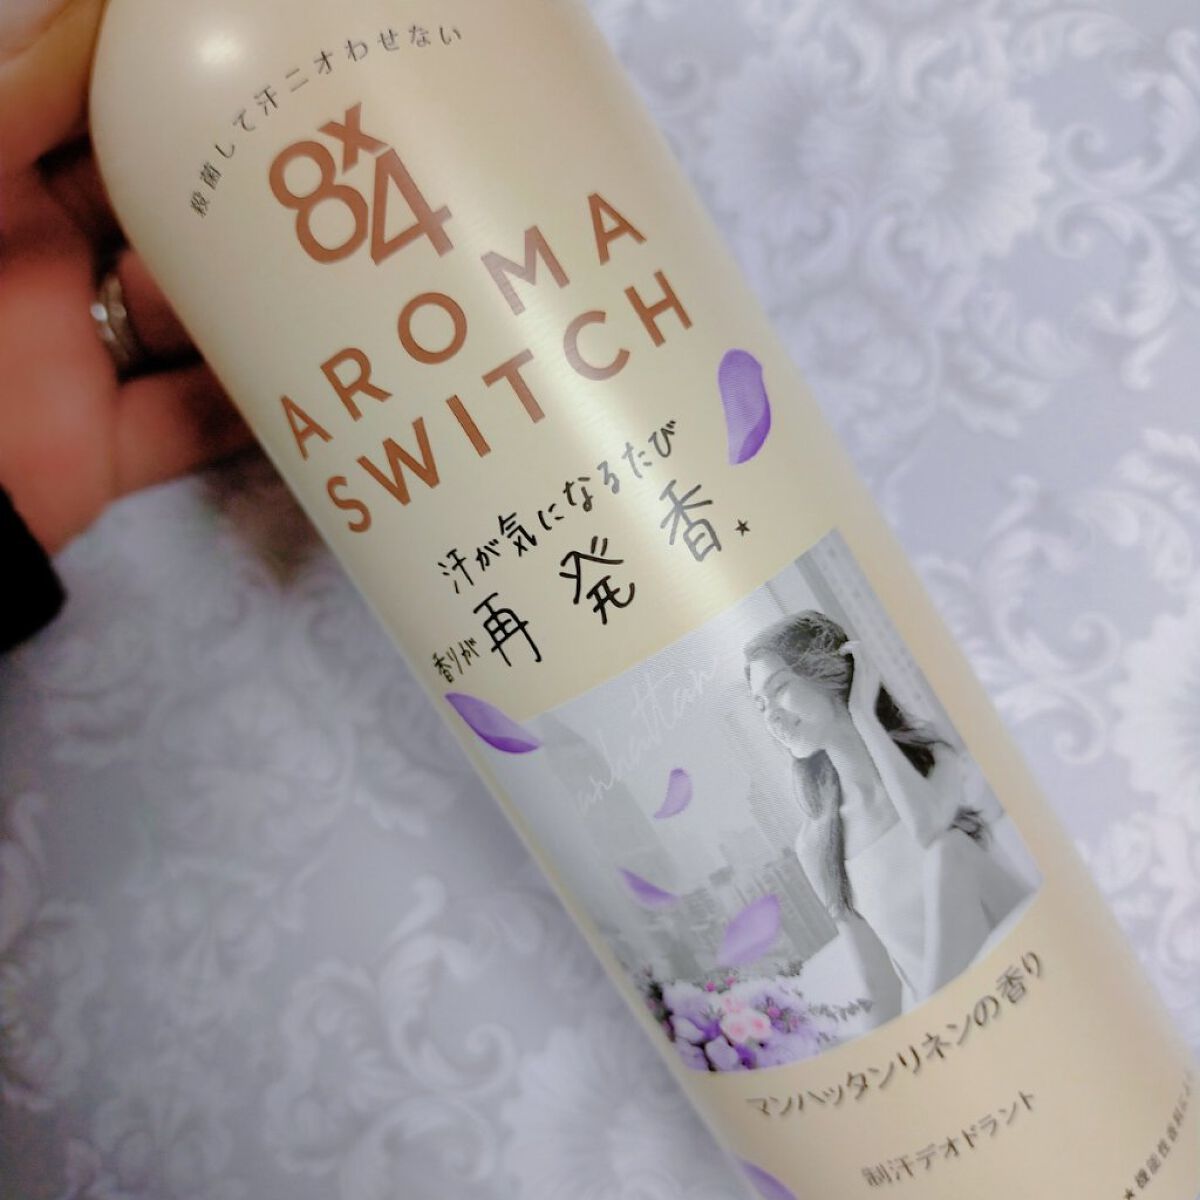 殺菌して汗ニオわせない
8x4
AROMA
SWITCH
汗が気になるたび
香りが再発香★
Manhattan
マンハッタンリネンの香り
制汗デオドラント